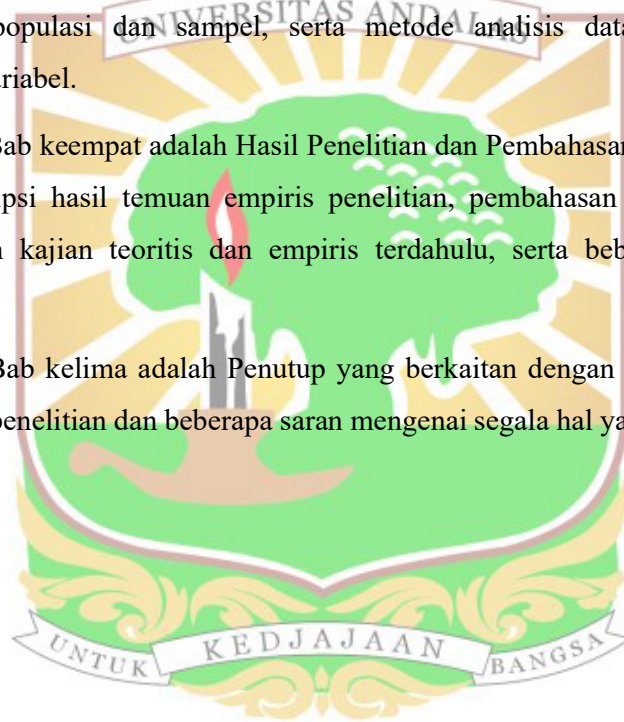 UNIVERSITAS ANDALAS
populasi dan sampel, serta metode analisis data
riabel.
Bab keempat adalah Hasil Penelitian dan Pembahasan
psi hasil temuan empiris penelitian, pembahasan
kajian teoritis dan empiris terdahulu, serta beb
Bab kelima adalah Penutup yang berkaitan dengan
penelitian dan beberapa saran mengenai segala hal ya
UNTUK KEDJAJAAN BANGSA